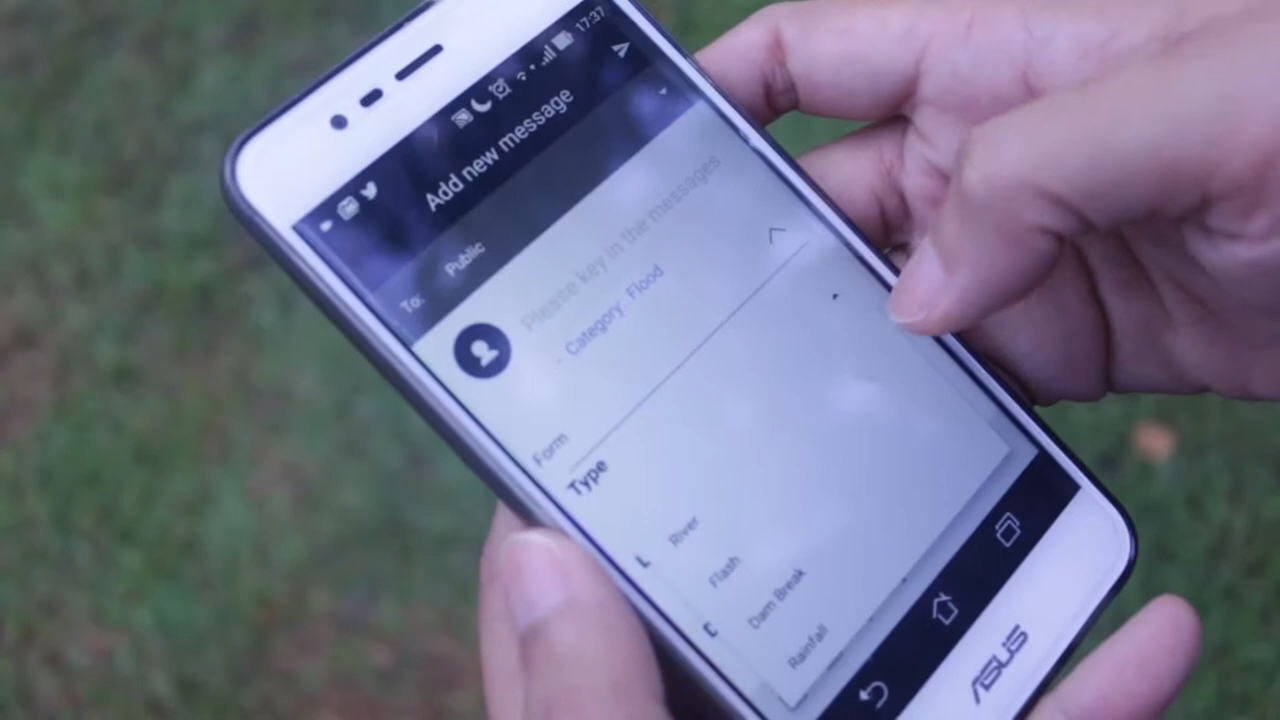 17:37
Add new message
To: Public
Please key in the messages
- Category: Flood
Form
Type
River
L
Flash
Dam Break
Rainfall
ASUS